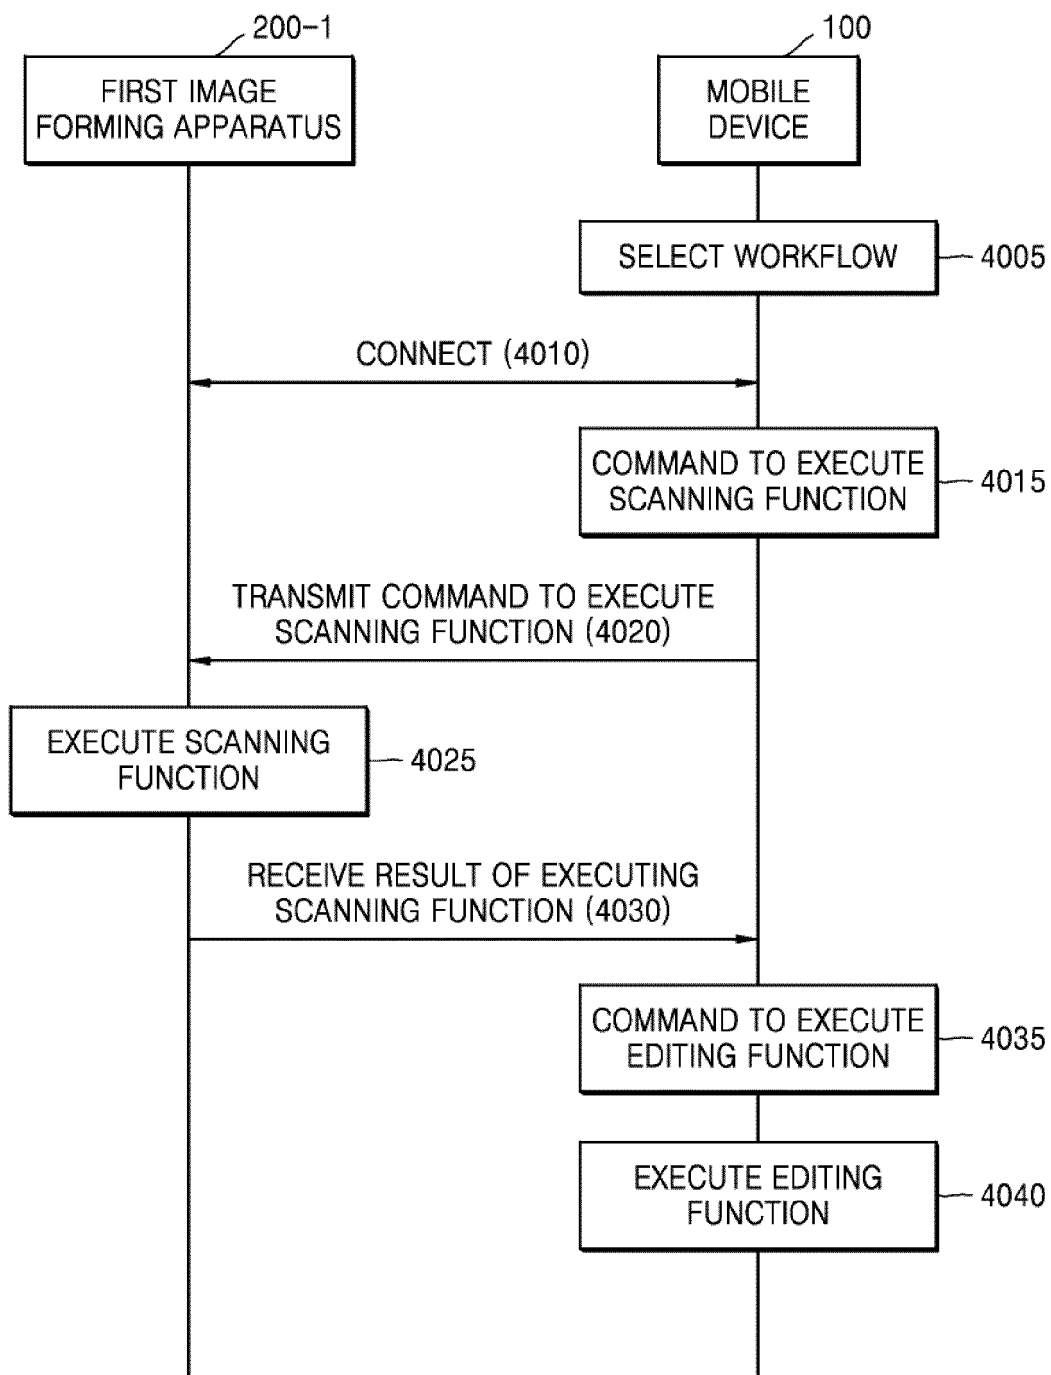 200-1
100
FIRST IMAGE
FORMING APPARATUS
MOBILE
DEVICE
SELECT WORKFLOW
4005
CONNECT (4010)
COMMAND TO EXECUTE
SCANNING FUNCTION
4015
TRANSMIT COMMAND TO EXECUTE
SCANNING FUNCTION (4020)
EXECUTE SCANNING
FUNCTION
4025
RECEIVE RESULT OF EXECUTING
SCANNING FUNCTION (4030)
COMMAND TO EXECUTE
EDITING FUNCTION
4035
EXECUTE EDITING
FUNCTION
4040